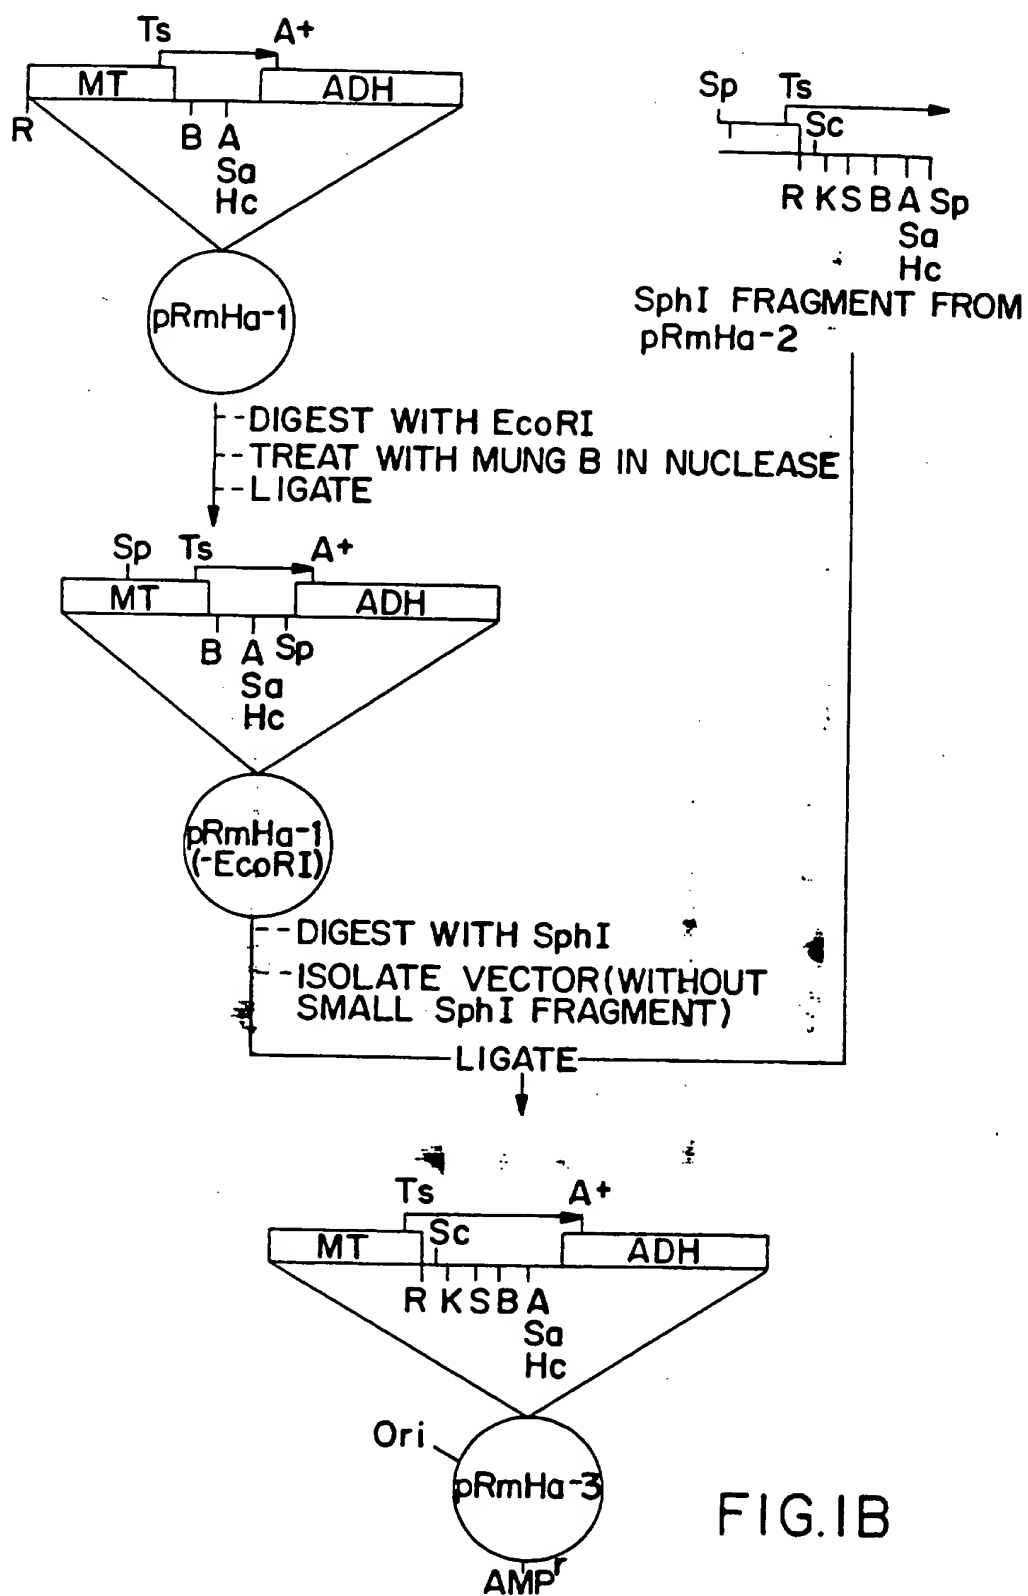 Ts A+
MT ADH
R B A
Sa
Hc
pRmHa-1
Sp Ts
Sc
R K S B A Sp
Sa
Hc
SphI FRAGMENT FROM
pRmHa-2
DIGEST WITH EcoRI
TREAT WITH MUNG B IN NUCLEASE
LIGATE
Sp Ts A+
MT ADH
B A Sp
Sa
Hc
pRmHa-1
(-EcoRI)
DIGEST WITH SphI
ISOLATE VECTOR(WITHOUT
SMALL SphI FRAGMENT)
LIGATE
Ts A+
Sc
MT ADH
R K S B A
Sa
Hc
Ori
pRmHa-3
AMPr
FIG.1B